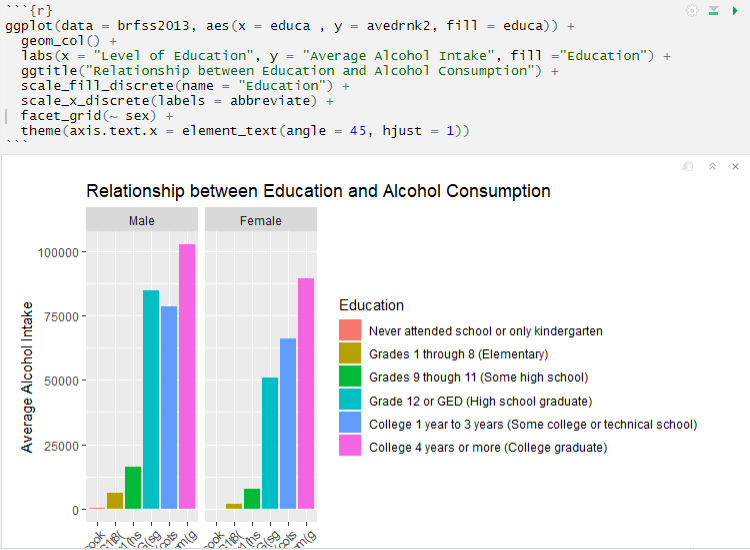 ```{r}
ggplot(data = brfss2013, aes(x = educa , y = avedrnk2, fill = educa)) +
geom_col() +
labs(x = "Level of Education", y = "Average Alcohol Intake", fill ="Education") +
ggtitle("Relationship between Education and Alcohol Consumption") +
scale_fill_discrete(name = "Education") +
scale_x_discrete(labels = abbreviate) +
facet_grid(~ sex) +
theme(axis.text.x = element_text(angle = 45, hjust = 1))
```
Relationship between Education and Alcohol Consumption
Male
Female
100000
75000
50000
25000
0
Average Alcohol Intake
Education
Never attended school or only kindergarten
Grades 1 through 8 (Elementary)
Grades 9 though 11 (Some high school)
Grade 12 or GED (High school graduate)
College 1 year to 3 years (Some college or technical school)
College 4 years or more (College graduate)